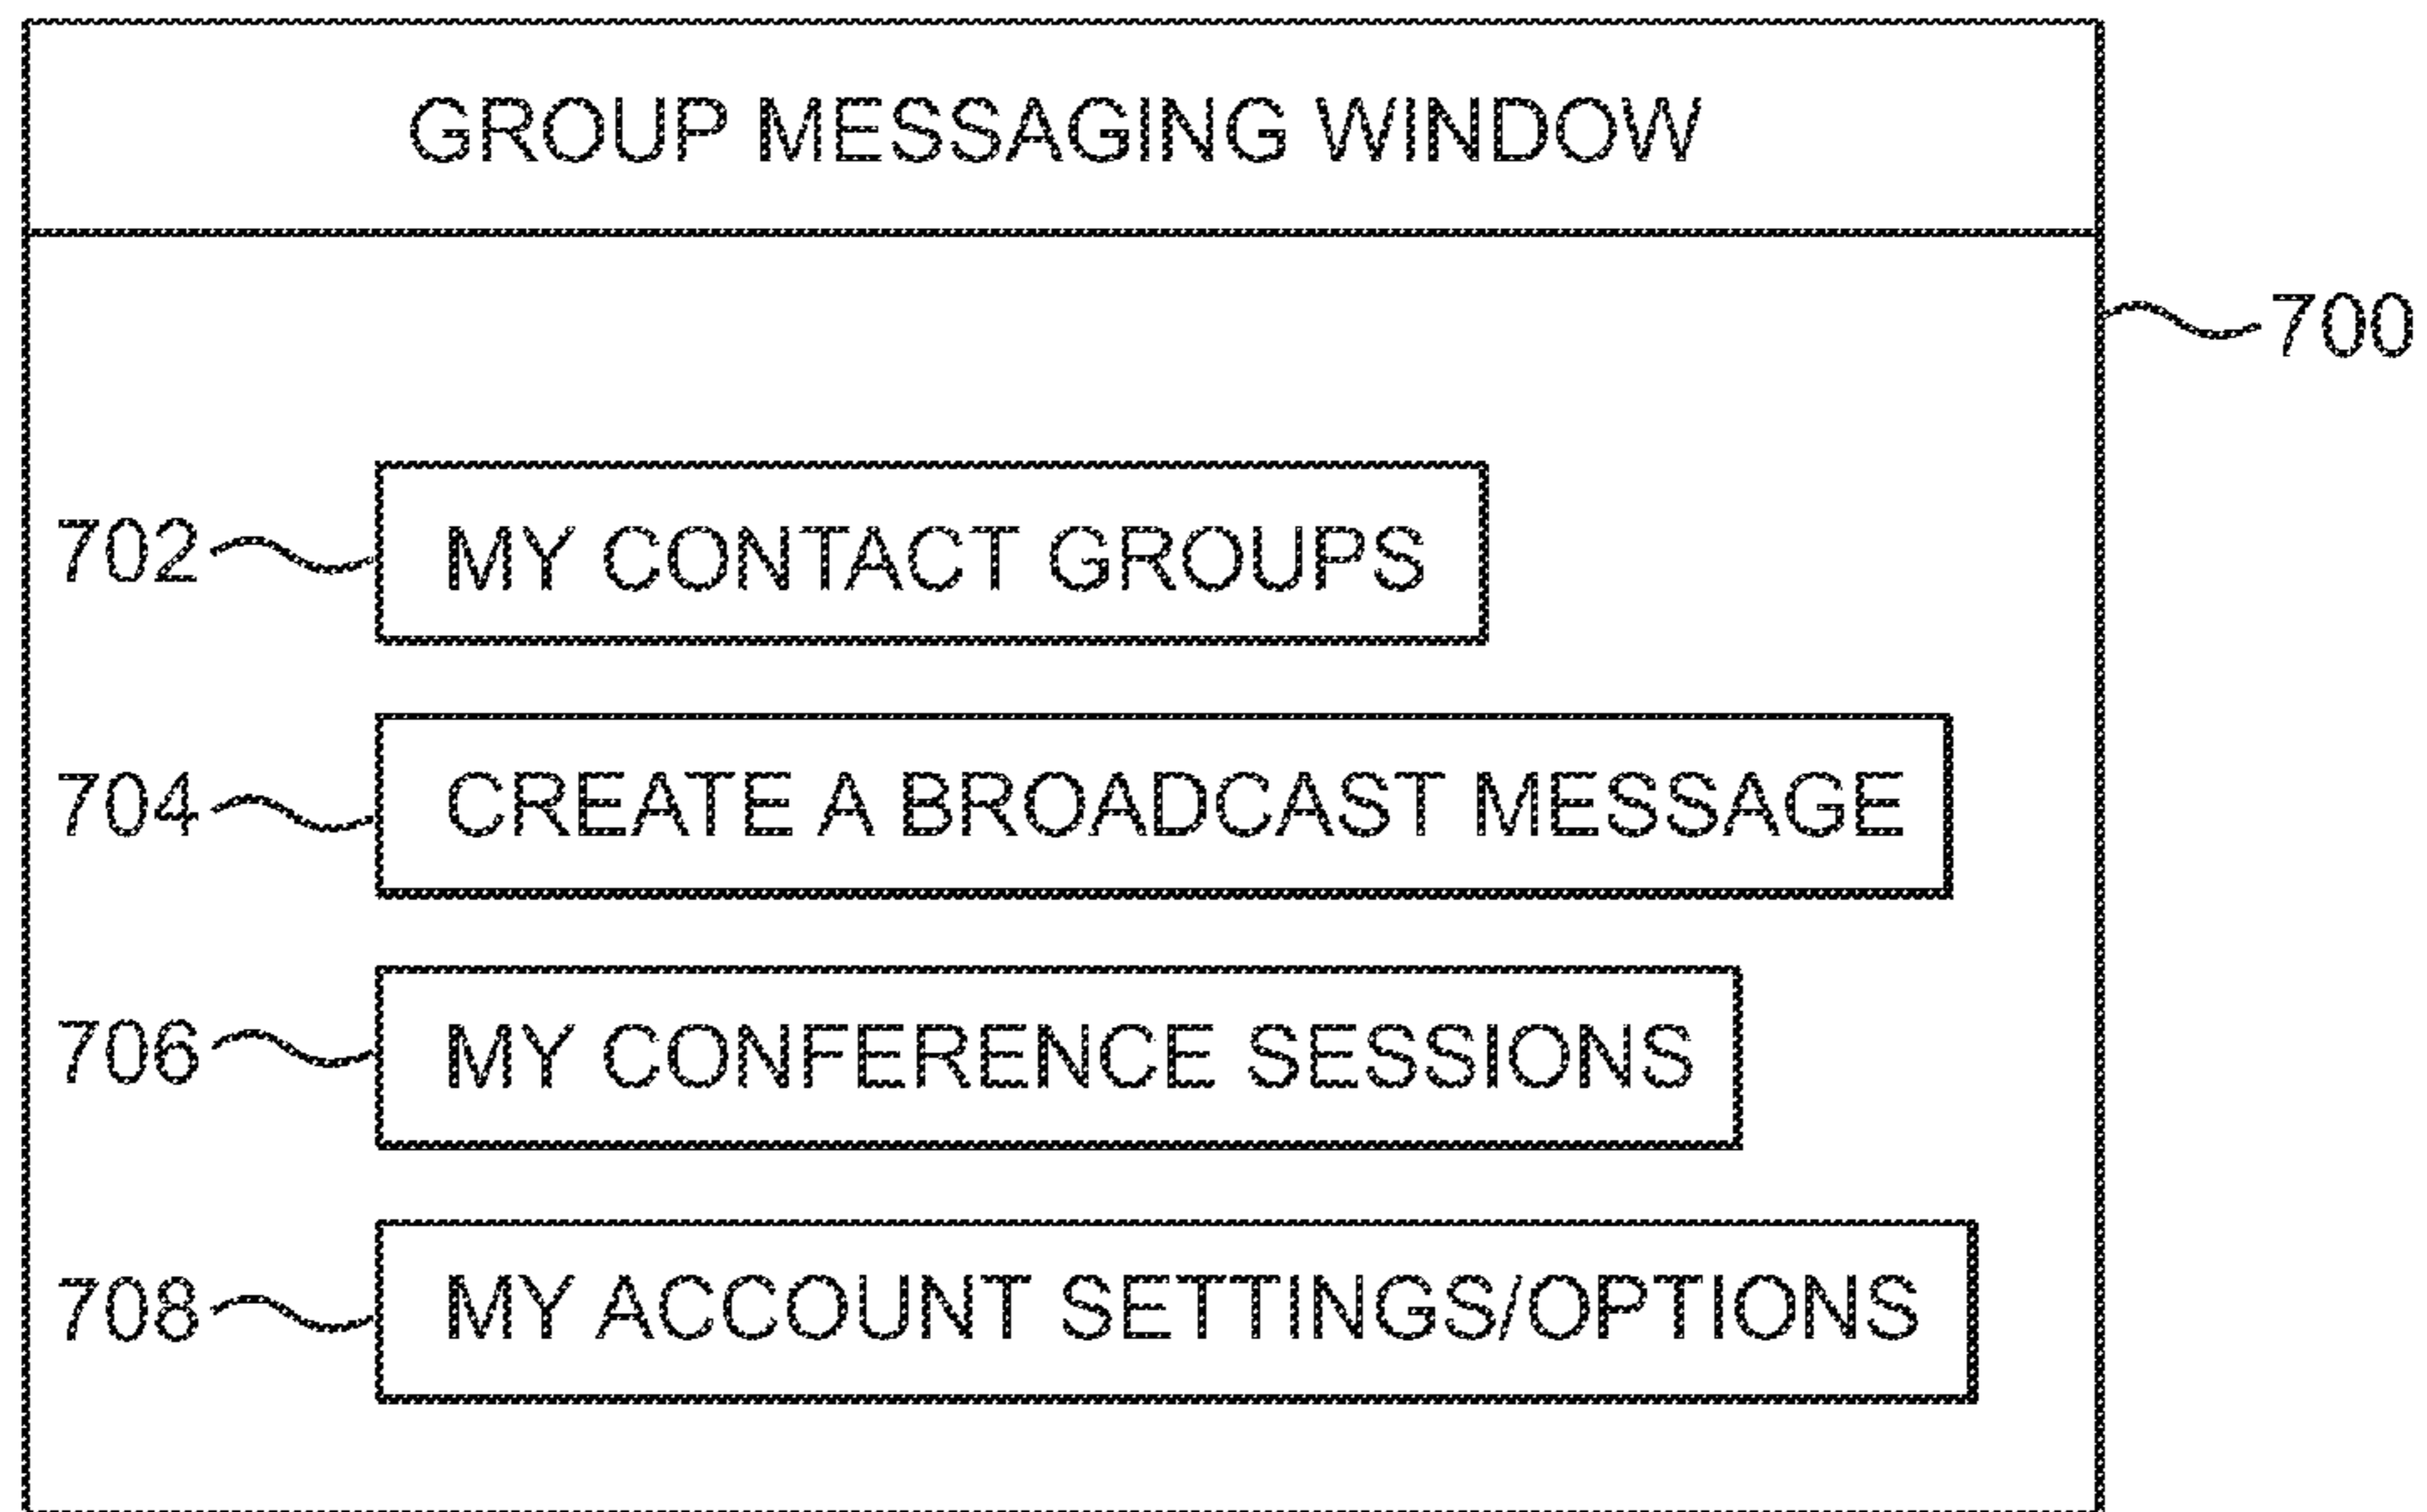 GROUP MESSAGING WINDOW
700
702 MY CONTACT GROUPS
704 CREATE A BROADCAST MESSAGE
706 MY CONFERENCE SESSIONS
708 MY ACCOUNT SETTINGS/OPTIONS